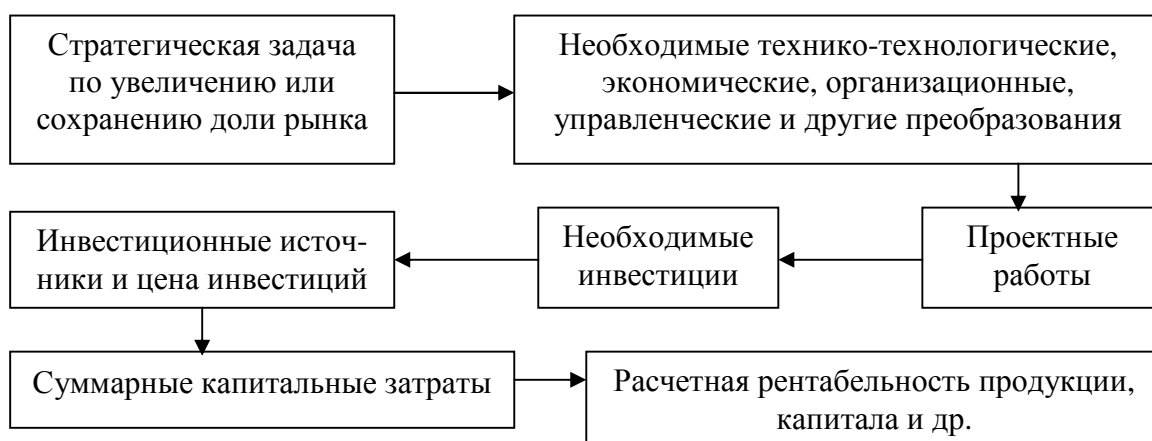 Стратегическая задача
по увеличению или
сохранению доли рынка
Необходимые технико-технологические,
экономические, организационные,
управленческие и другие преобразования
Проектные
работы
Необходимые
инвестиции
Инвестиционные источ-
ники и цена инвестиций
Суммарные капитальные затраты
Расчетная рентабельность продукции,
капитала и др.